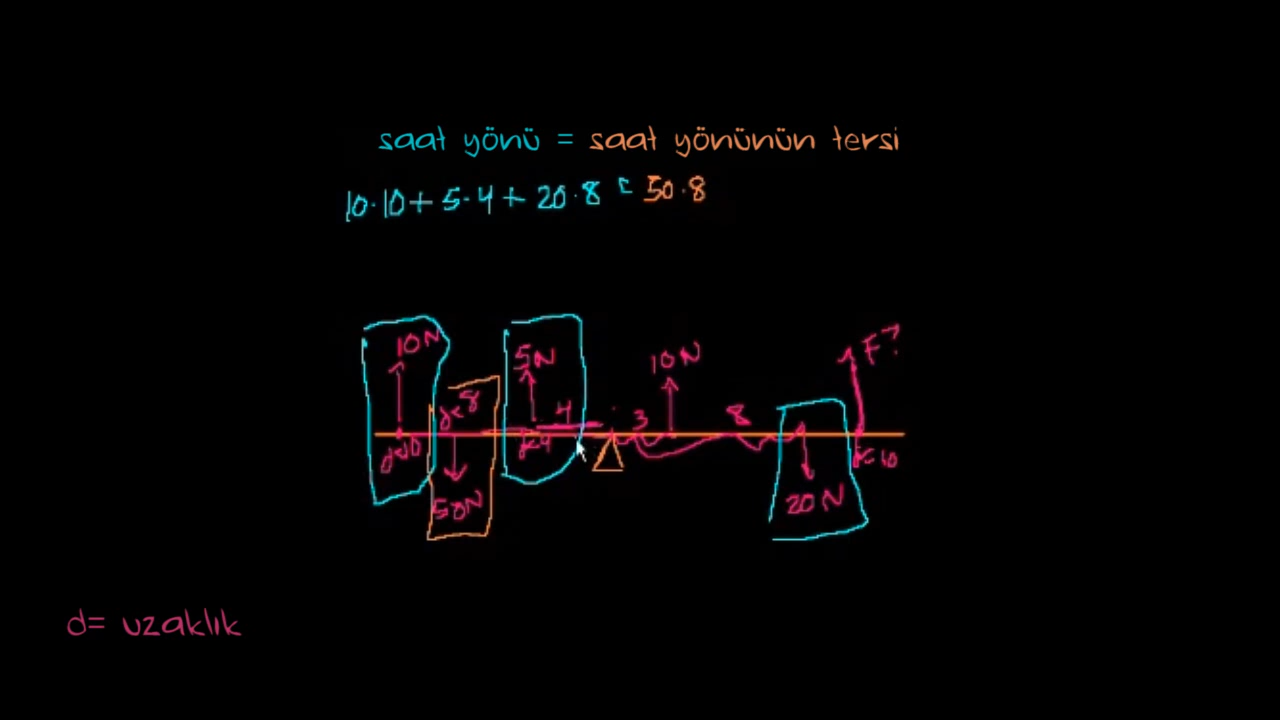 saat yönü = saat yönünün tersi
10·10+ 5·4+ 20·8 = 50·8
10N
5N
10N
F?
d=8
4
3
8
d=10
d=4
d=10
50N
20N
d= uzaklık